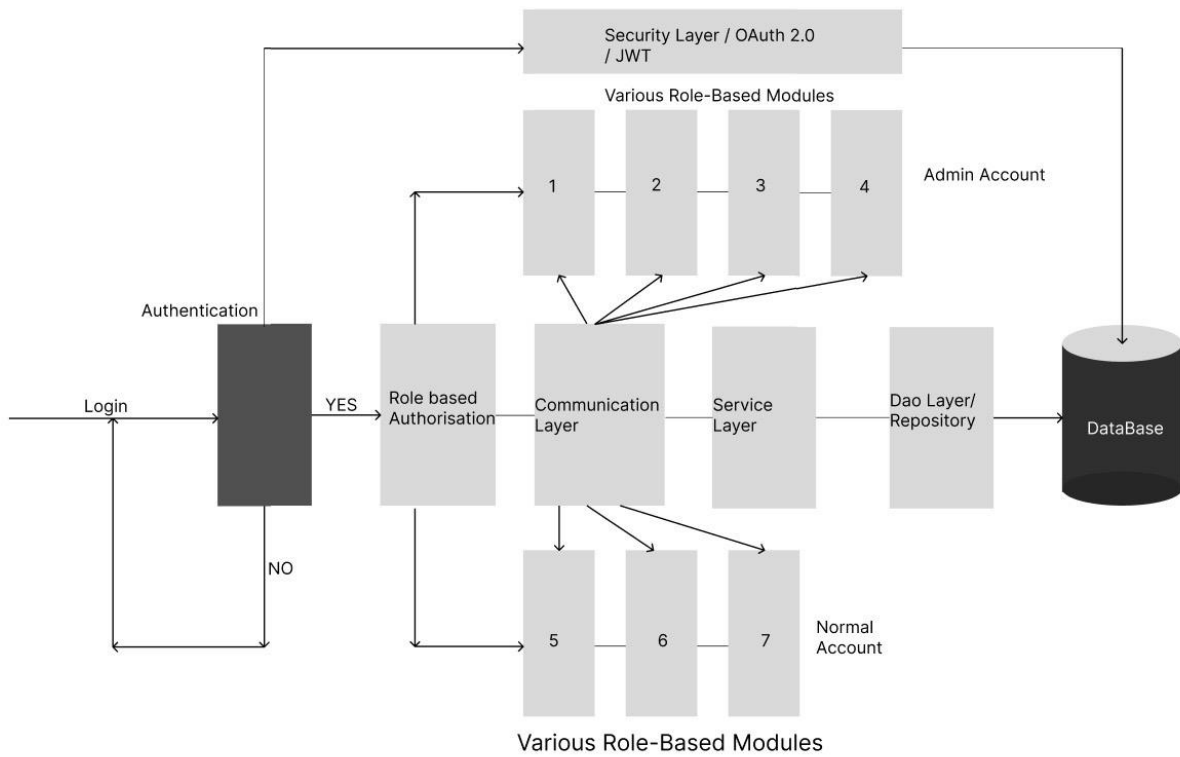 Security Layer / OAuth 2.0
/ JWT
Various Role-Based Modules
1
2
3
4
Admin Account
Authentication
Login
YES
Role based
Authorisation
Communication
Layer
Service
Layer
Dao Layer/
Repository
DataBase
NO
5
6
7
Normal
Account
Various Role-Based Modules